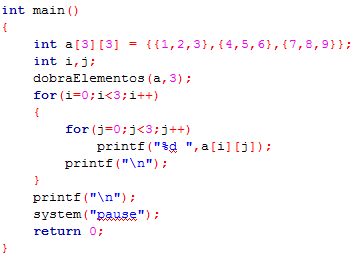 int main()
{
    int a[3][3] = {{1,2,3},{4,5,6},{7,8,9}};
    int i,j;
    dobraElementos(a,3);
    for(i=0;i<3;i++)
    {
        for(j=0;j<3;j++)
            printf("%d ",a[i][j]);
        printf("\n");
    }
    printf("\n");
    system("pause");
    return 0;
}